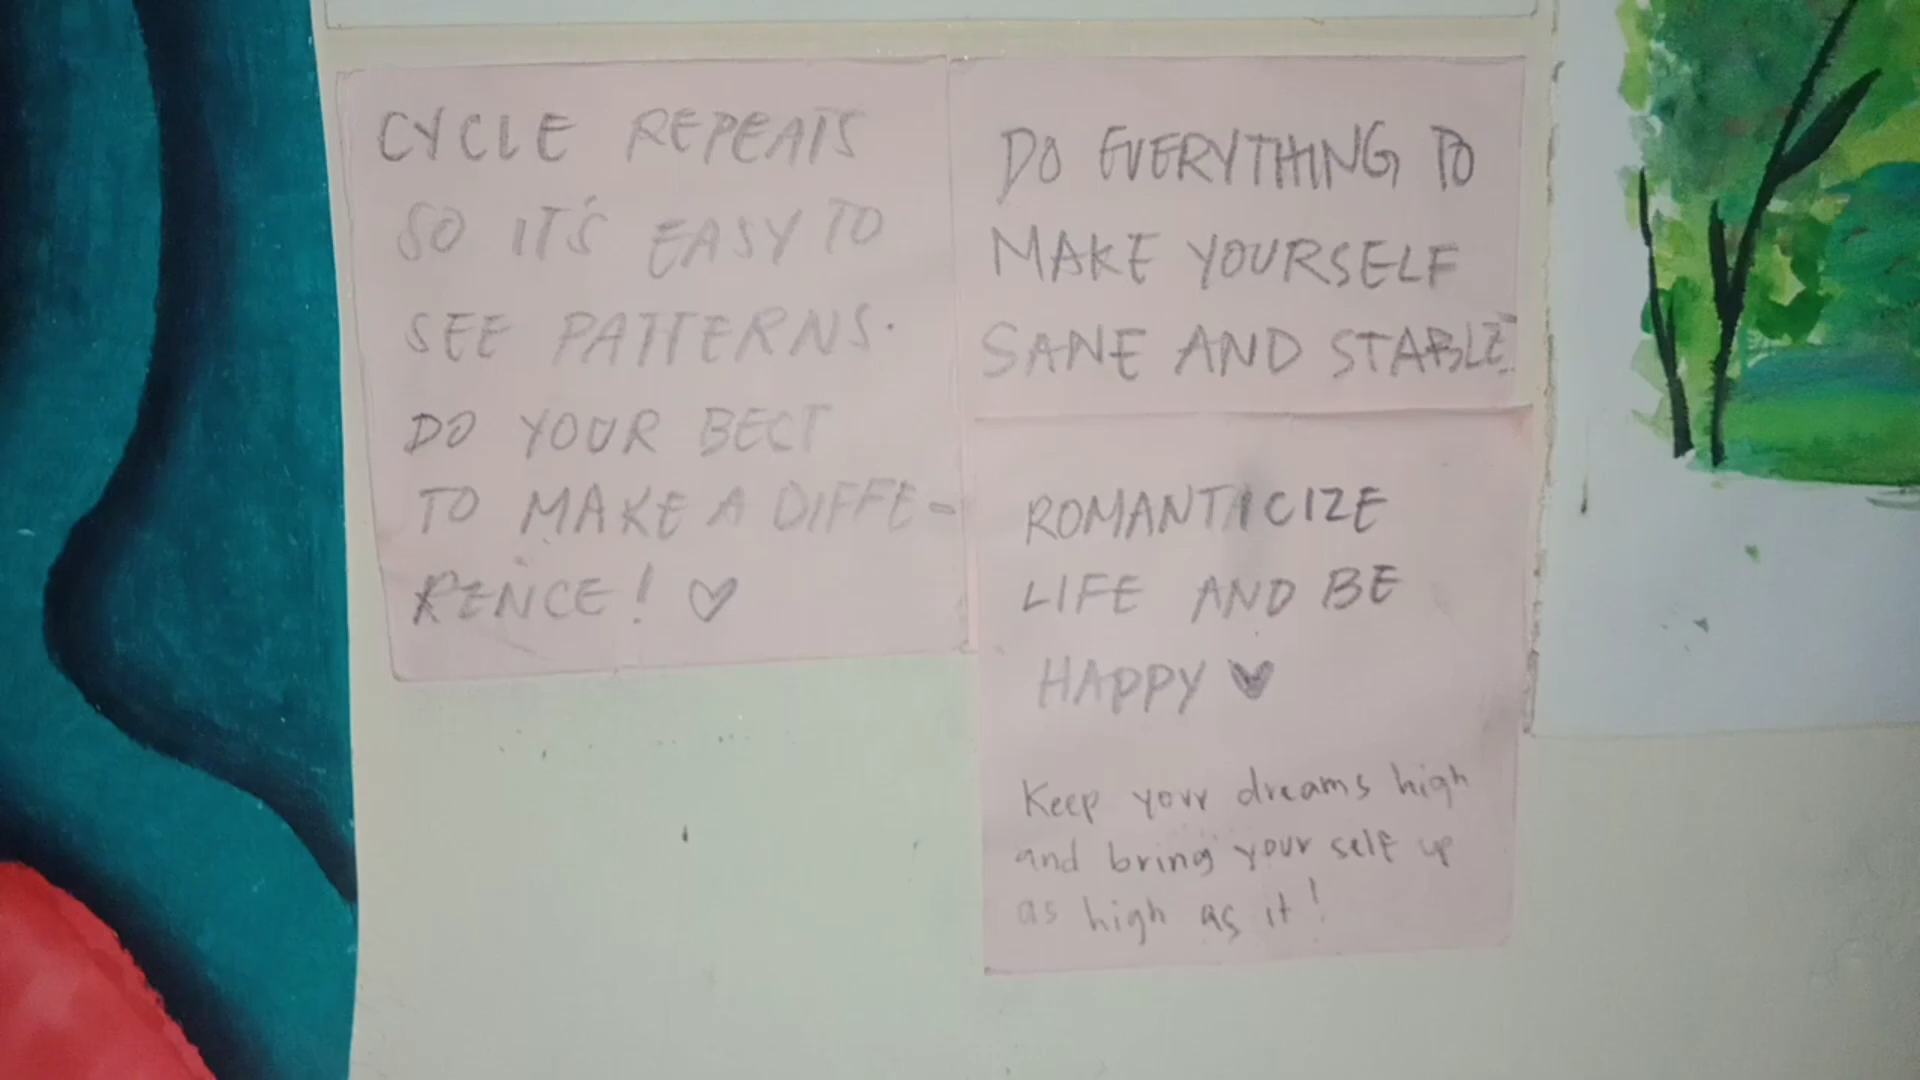 CYCLE REPEATS
SO IT'S EASY TO
SEE PATTERNS.
DO YOUR BECT
TO MAKE A DIFFE-
RENCE! ♡
DO EVERYTHING TO
MAKE YOURSELF
SANE AND STABLE.
ROMANTICIZE
LIFE AND BE
HAPPY ♥
Keep your dreams high
and bring your self up
as high as it!